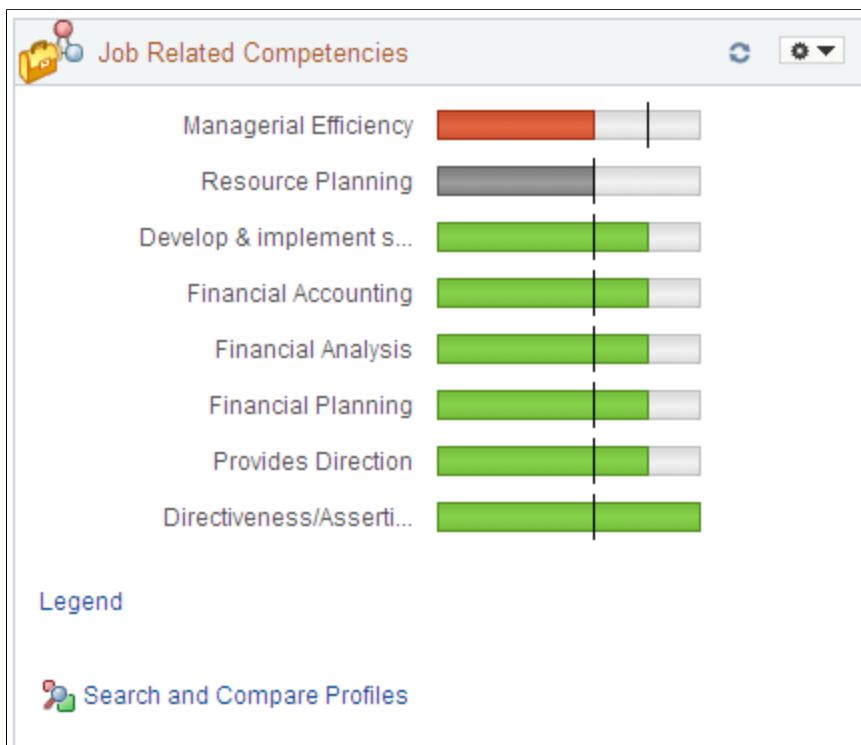 Job Related Competencies
Managerial Efficiency
Resource Planning
Develop & implement s...
Financial Accounting
Financial Analysis
Financial Planning
Provides Direction
Directiveness/Asserti...
Legend
Search and Compare Profiles